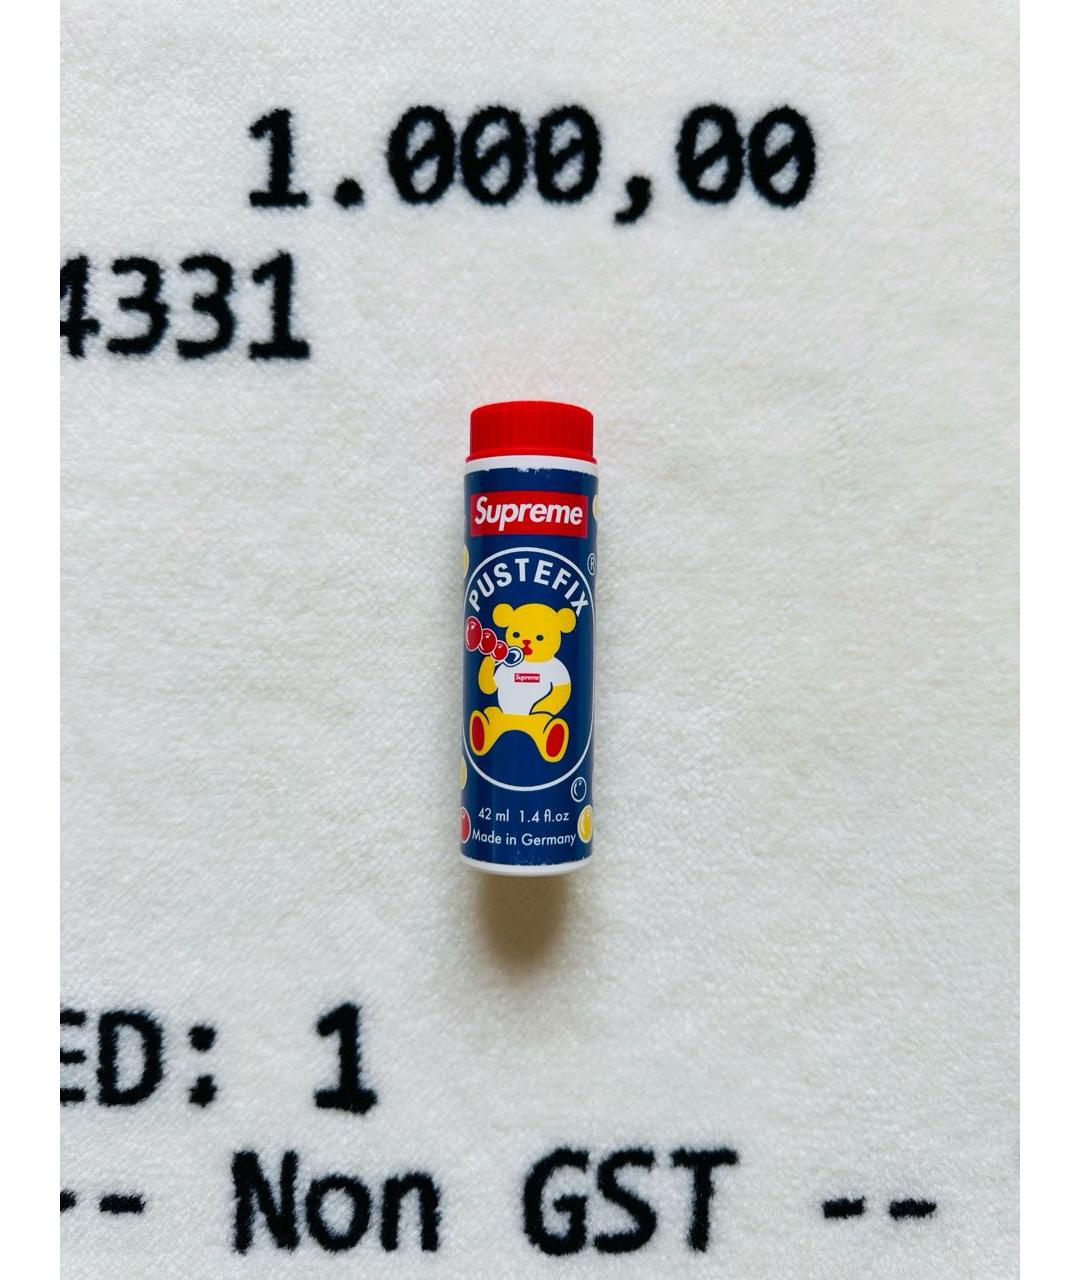 1.000,00
4331
Supreme
PUSTEFIX
®
Supreme
42 ml 1.4 fl.oz
Made in Germany
ED: 1
-- Non GST --